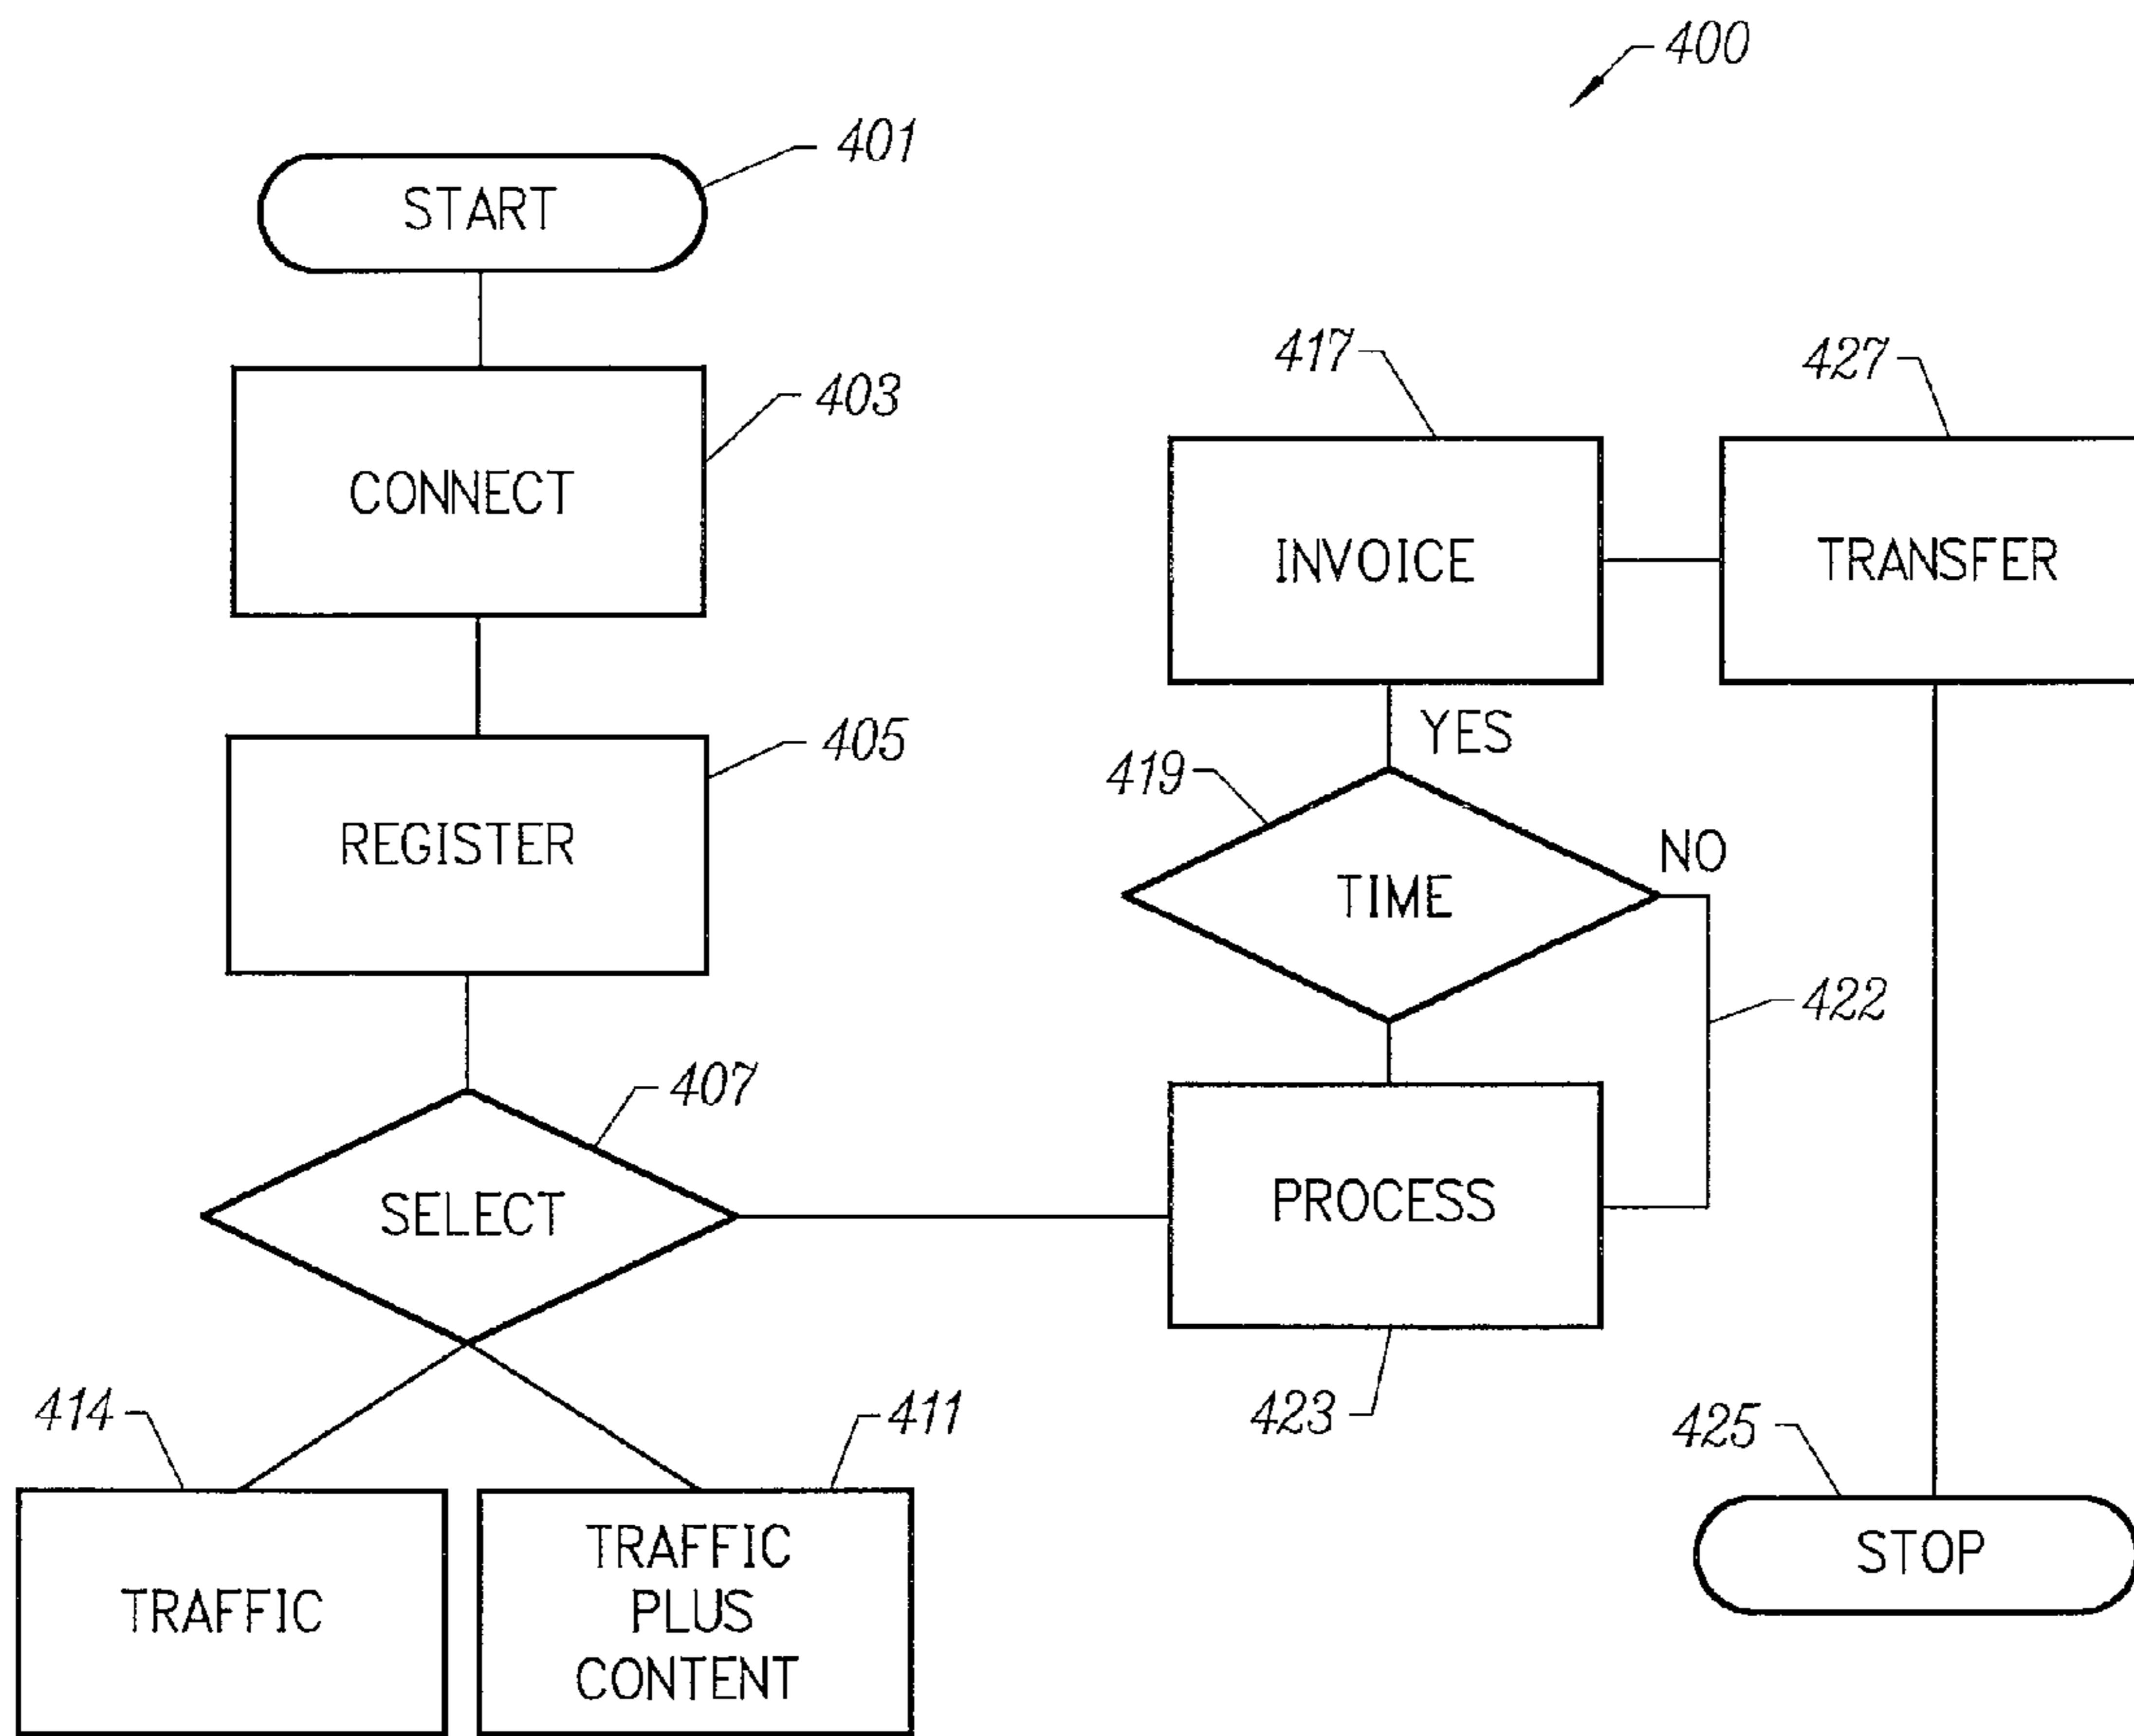 400
401
START
403
CONNECT
405
REGISTER
407
SELECT
414
TRAFFIC
411
TRAFFIC
PLUS
CONTENT
417
INVOICE
427
TRANSFER
YES
419
TIME
NO
422
PROCESS
423
425
STOP